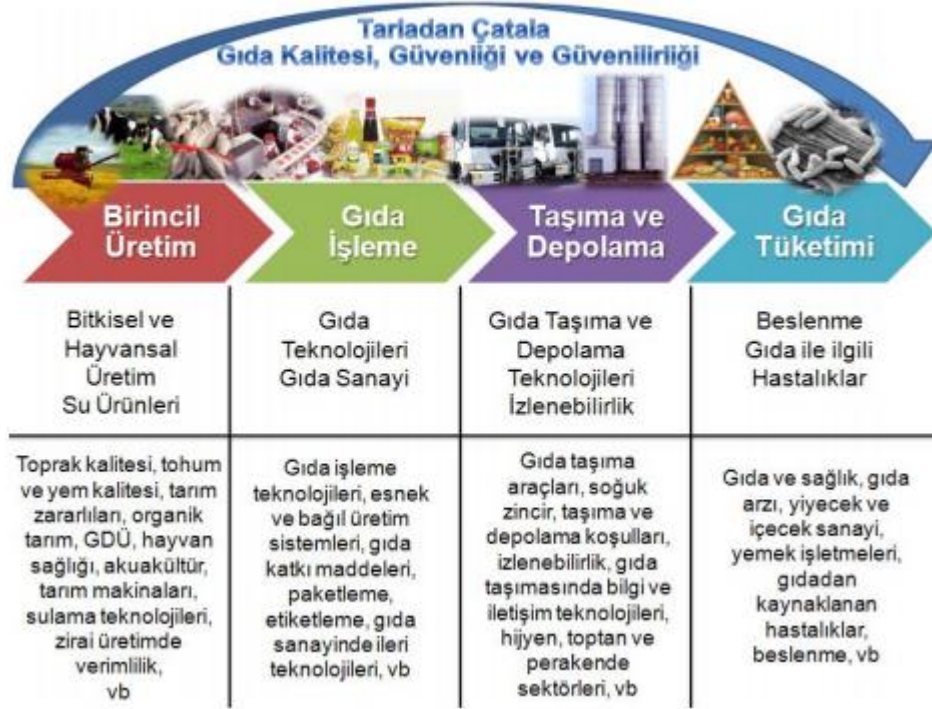 Tarladan Çatala
Gıda Kalitesi, Güvenliği ve Güvenilirliği
Birincil
Üretim
Gıda
İşleme
Taşıma ve
Depolama
Gıda
Tüketimi
Bitkisel ve
Hayvansal
Üretim
Su Ürünleri
Gıda
Teknolojileri
Gıda Sanayi
Gıda Taşıma ve
Depolama
Teknolojileri
İzlenebilirlik
Beslenme
Gıda ile ilgili
Hastalıklar
Toprak kalitesi, tohum
ve yem kalitesi, tarım
zararlıları, organik
tarım, GDÜ, hayvan
sağlığı, akuakültür,
tarım makinaları,
sulama teknolojileri,
zirai üretimde
verimlilik,
vb
Gıda işleme
teknolojileri, esnek
ve bağıl üretim
sistemleri, gıda
katkı maddeleri,
paketleme,
etiketleme, gıda
sanayinde ileri
teknolojileri, vb
Gıda taşıma
araçları, soğuk
zincir, taşıma ve
depolama koşulları,
izlenebilirlik, gıda
taşımasında bilgi ve
iletişim teknolojileri,
hijyen, toptan ve
perakende
sektörleri, vb
Gıda ve sağlık, gıda
arzı, yiyecek ve
içecek sanayi,
yemek işletmeleri,
gıdadan
kaynaklanan
hastalıklar,
beslenme, vb